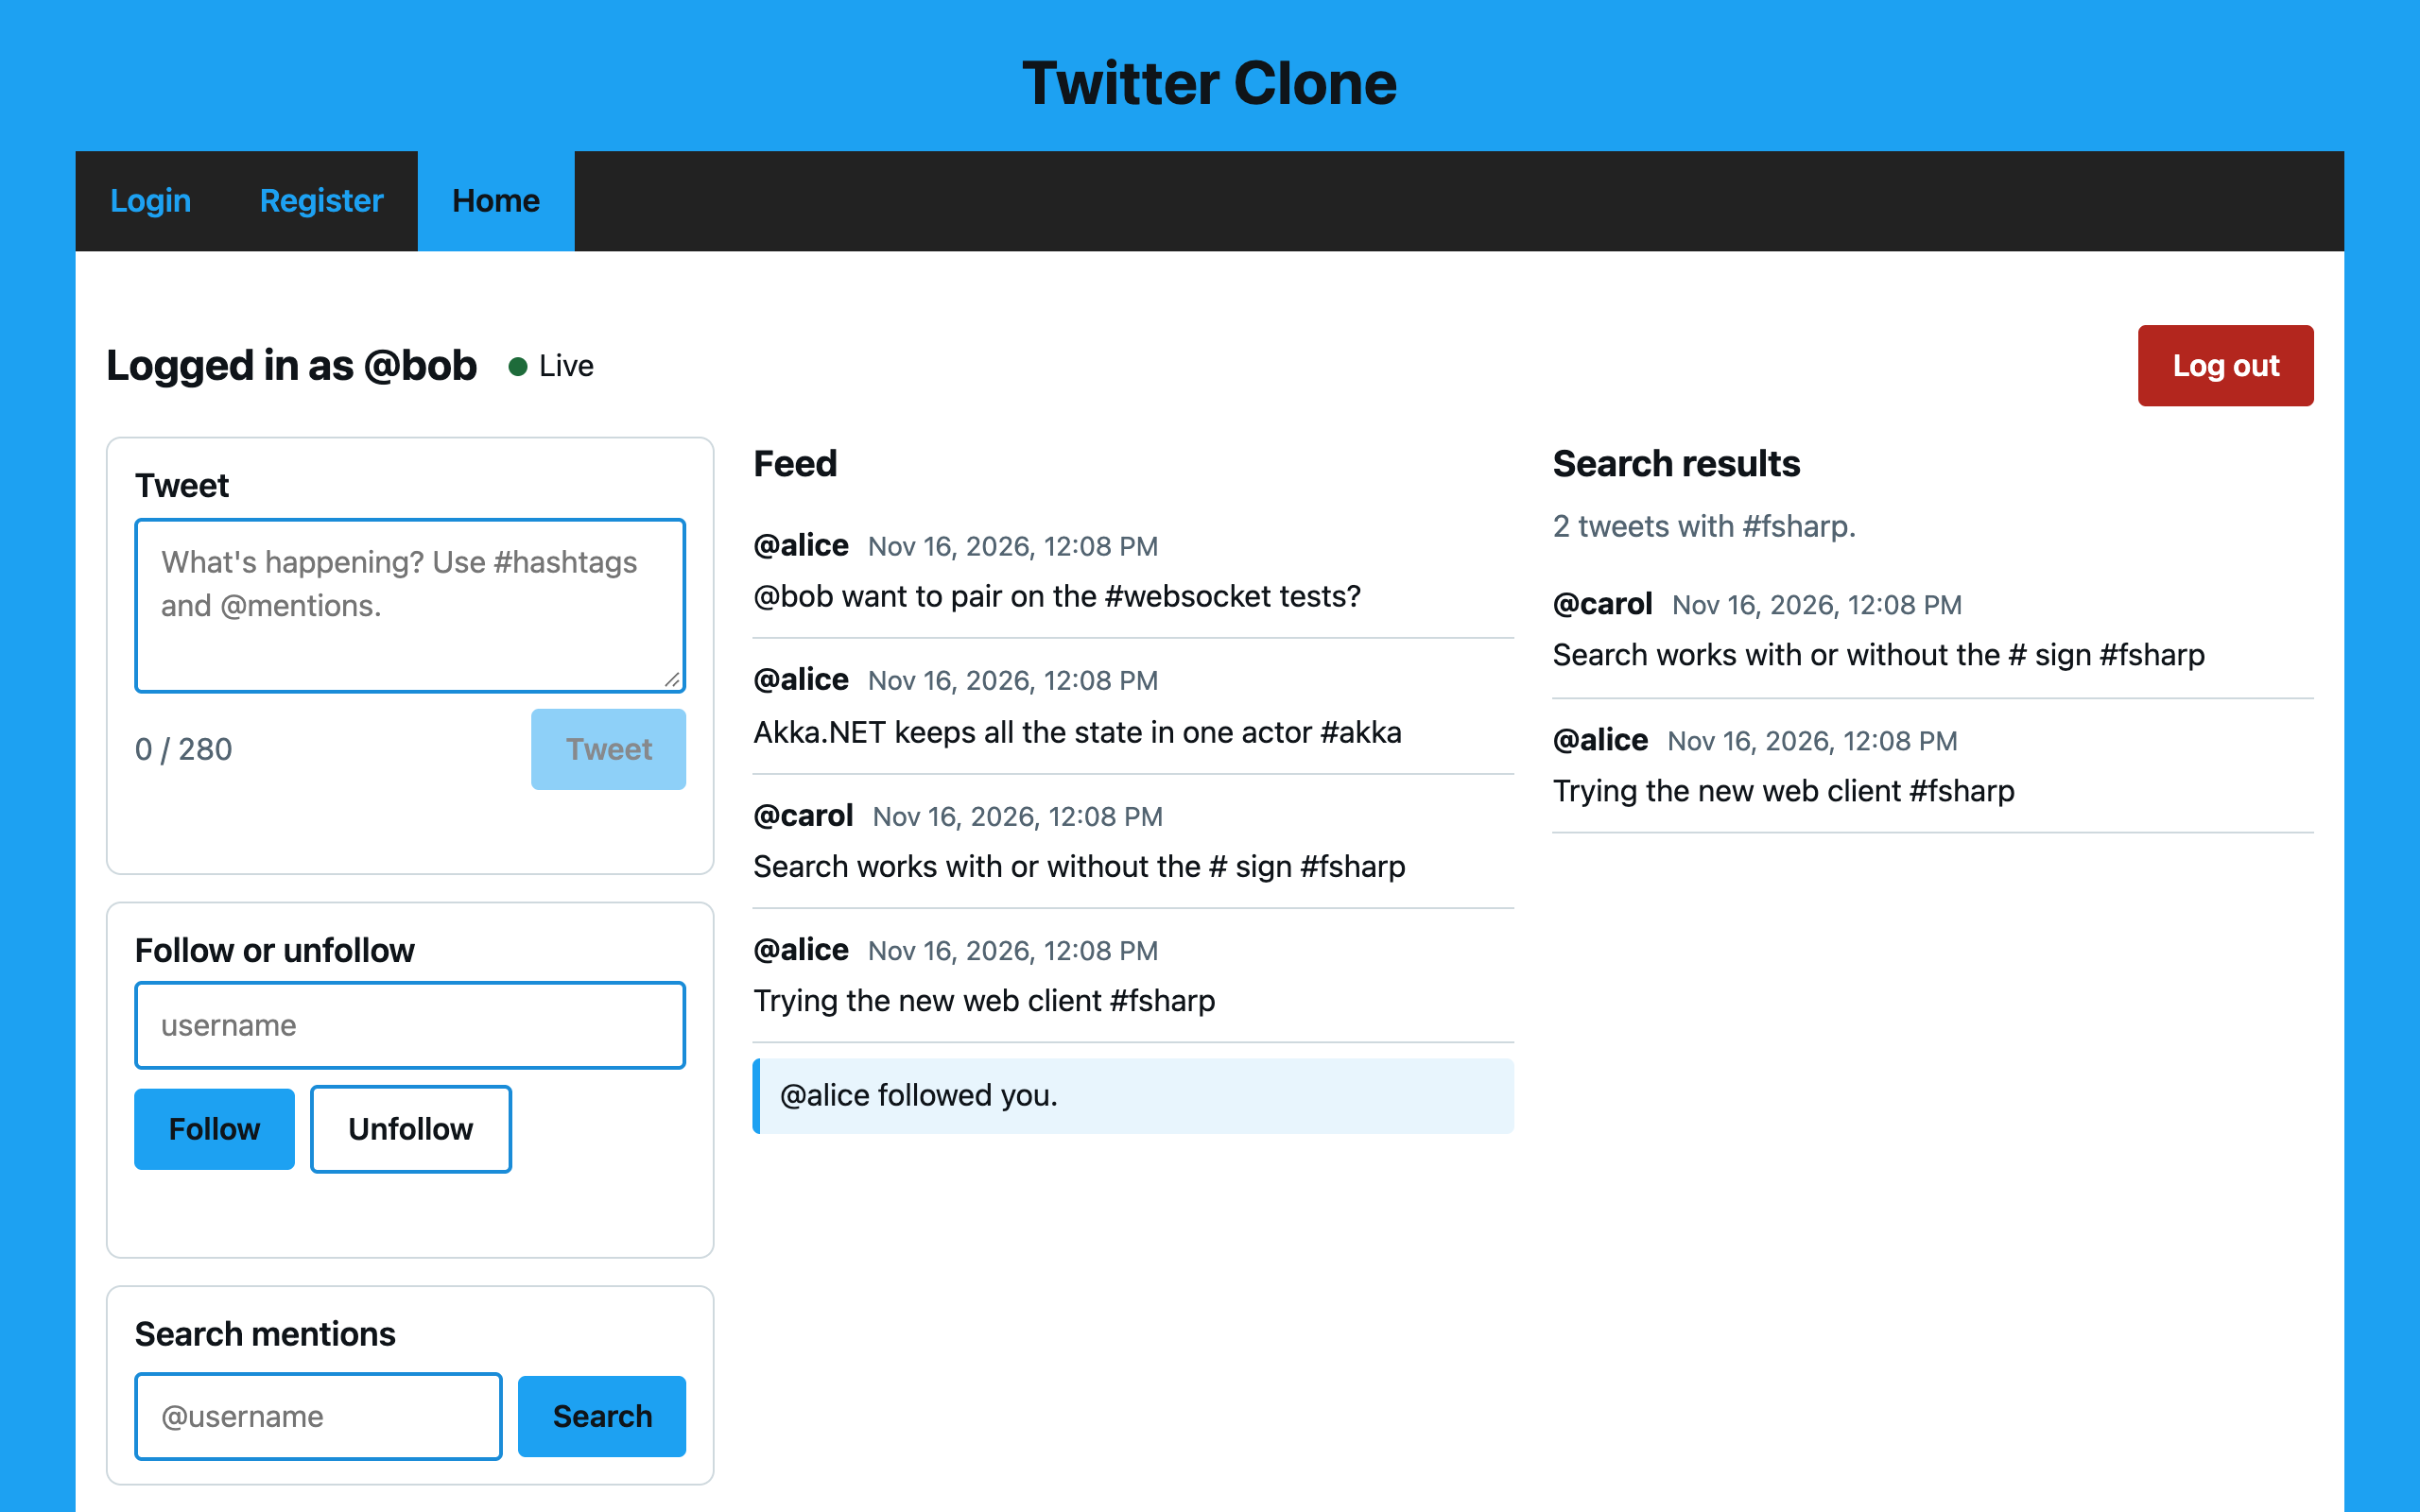 Twitter Clone
Login
Register
Home
Logged in as @bob
Live
Log out
Tweet
What's happening? Use #hashtags
and @mentions.
0 / 280
Tweet
Follow or unfollow
username
Follow
Unfollow
Search mentions
@username
Search
Feed
@alice Nov 16, 2026, 12:08 PM
@bob want to pair on the #websocket tests?
@alice Nov 16, 2026, 12:08 PM
Akka.NET keeps all the state in one actor #akka
@carol Nov 16, 2026, 12:08 PM
Search works with or without the # sign #fsharp
@alice Nov 16, 2026, 12:08 PM
Trying the new web client #fsharp
@alice followed you.
Search results
2 tweets with #fsharp.
@carol Nov 16, 2026, 12:08 PM
Search works with or without the # sign #fsharp
@alice Nov 16, 2026, 12:08 PM
Trying the new web client #fsharp